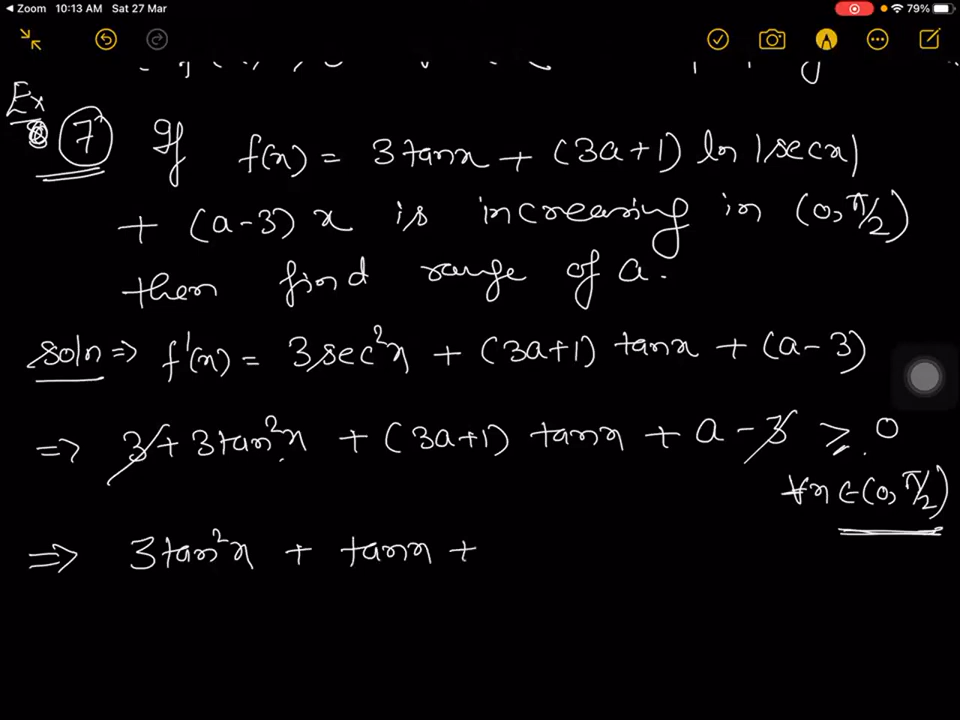 Zoom 10:13 AM Sat 27 Mar 79%
Ex
7 If f(x) = 3tanx + (3a+1) ln |secx|
+ (a-3) x is increasing in (0, π/2)
then find range of a.
soln ⇒ f'(x) = 3sec²x + (3a+1) tanx + (a-3)
⇒ 3 + 3tan²x + (3a+1) tanx + a - 3 ≥ 0
∀x ∈ (0, π/2)
⇒ 3tan²x + tanx +